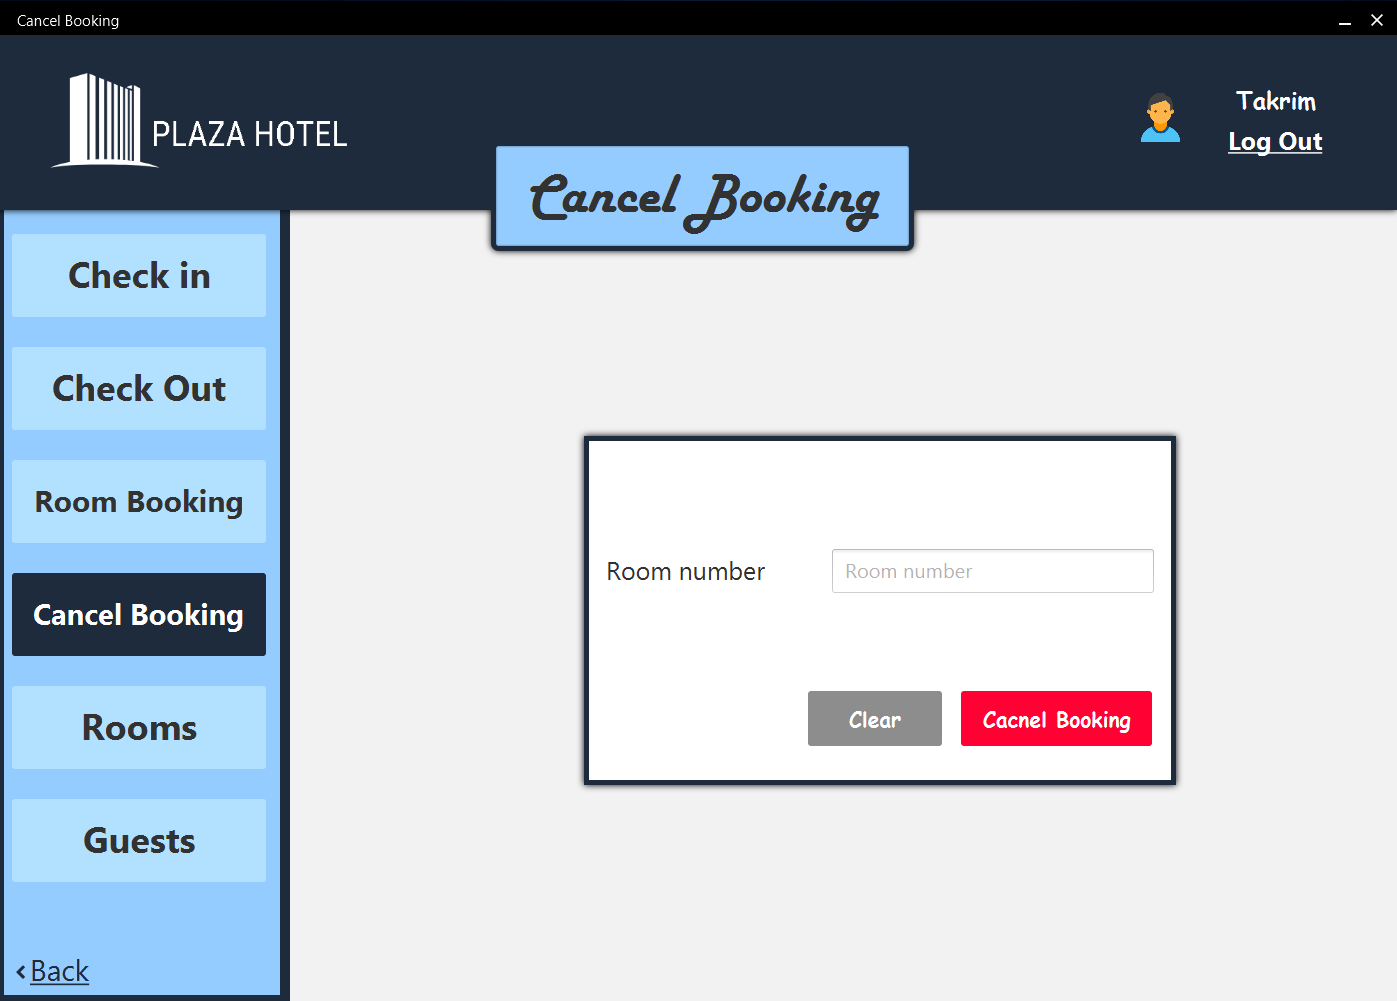 Cancel Booking
PLAZA HOTEL
Takrim
Log Out
Cancel Booking
Check in
Check Out
Room Booking
Cancel Booking
Rooms
Guests
Back
Room number
Room number
Clear
Cacnel Booking